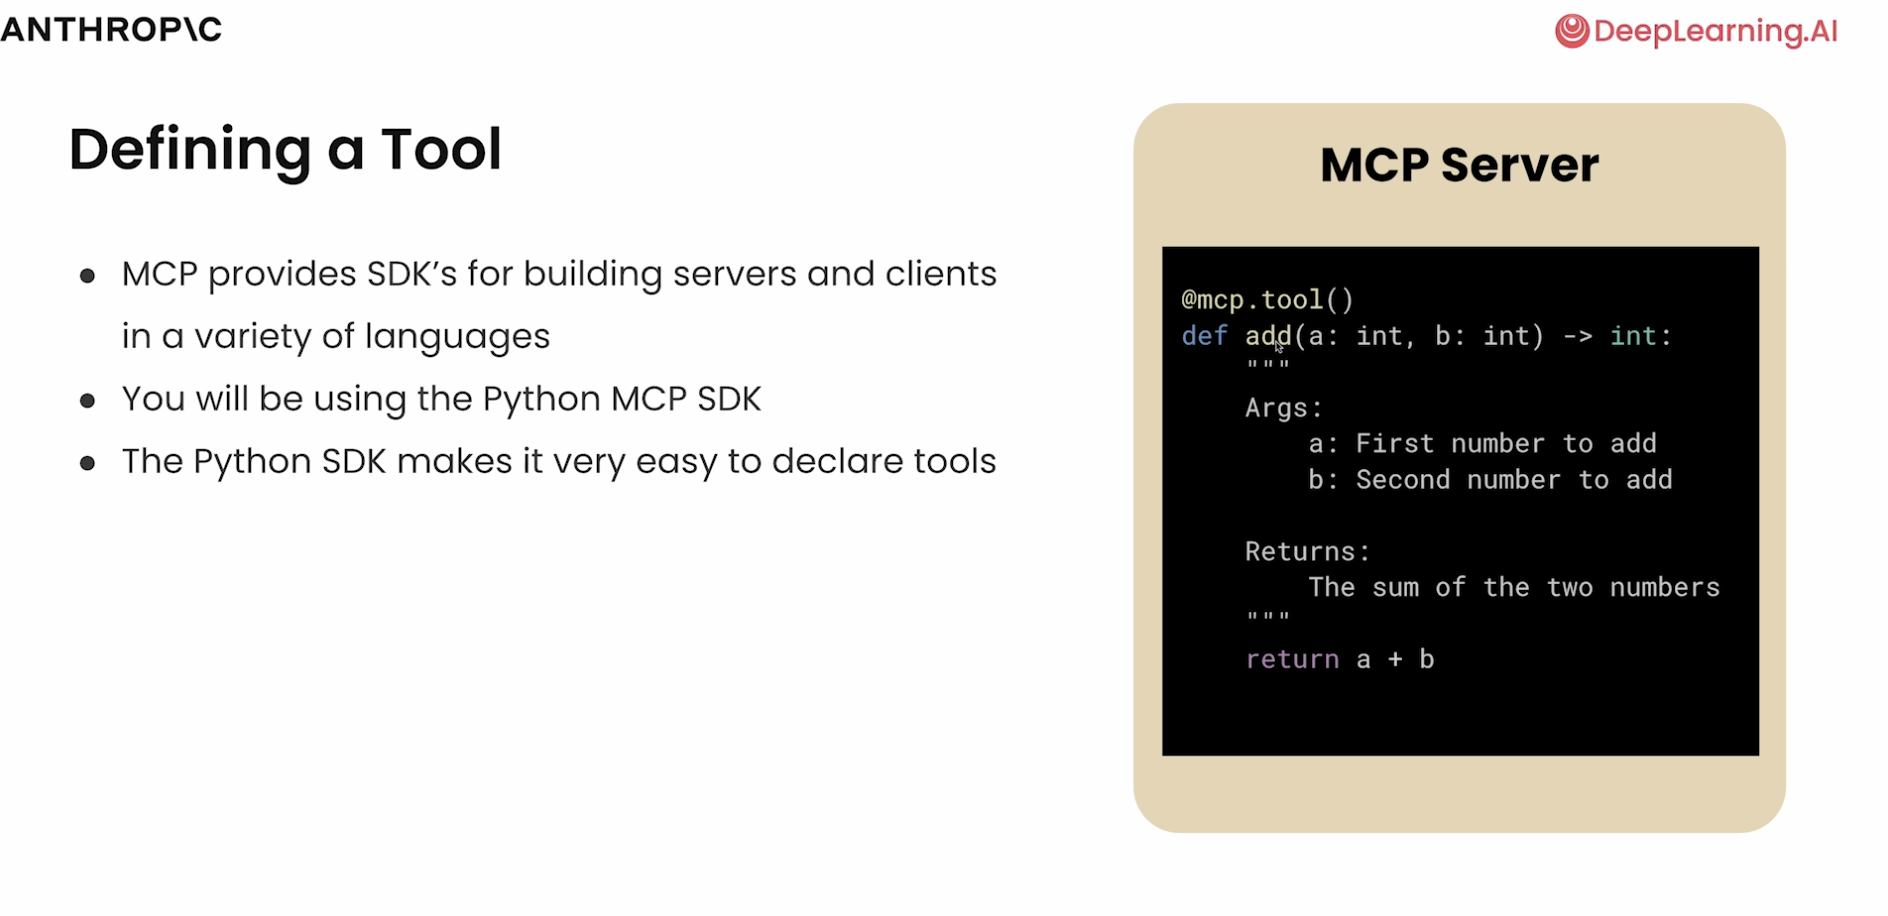 ANTHROP\C
DeepLearning.AI
Defining a Tool
● MCP provides SDK’s for building servers and clients
in a variety of languages
● You will be using the Python MCP SDK
● The Python SDK makes it very easy to declare tools
MCP Server
@mcp.tool()
def add(a: int, b: int) -> int:
    """
    Args:
        a: First number to add
        b: Second number to add

    Returns:
        The sum of the two numbers
    """
    return a + b